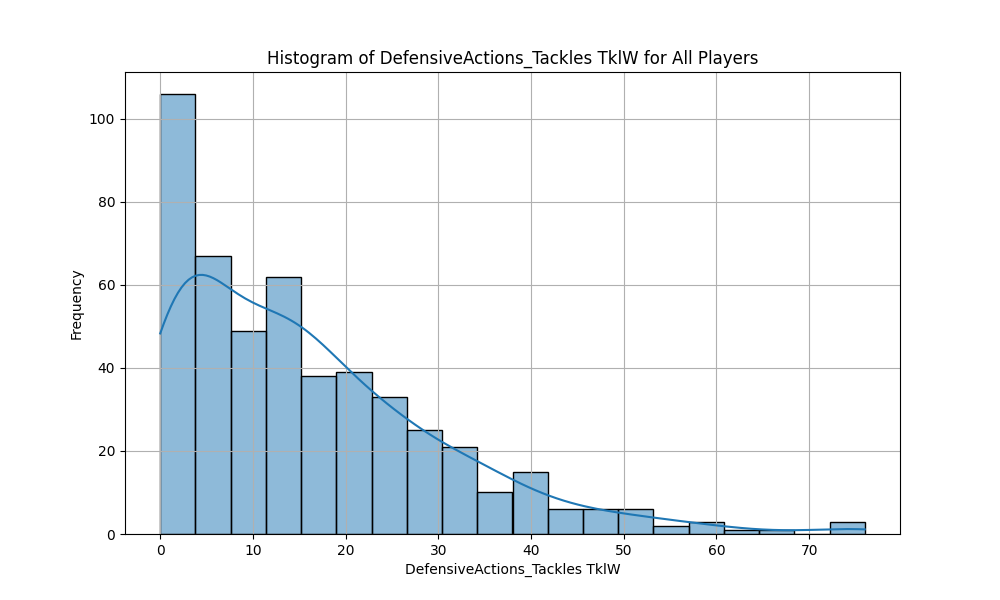 Histogram of DefensiveActions_Tackles TklW for All Players
Frequency
100
80
60
40
20
0
0 10 20 30 40 50 60 70
DefensiveActions_Tackles TklW